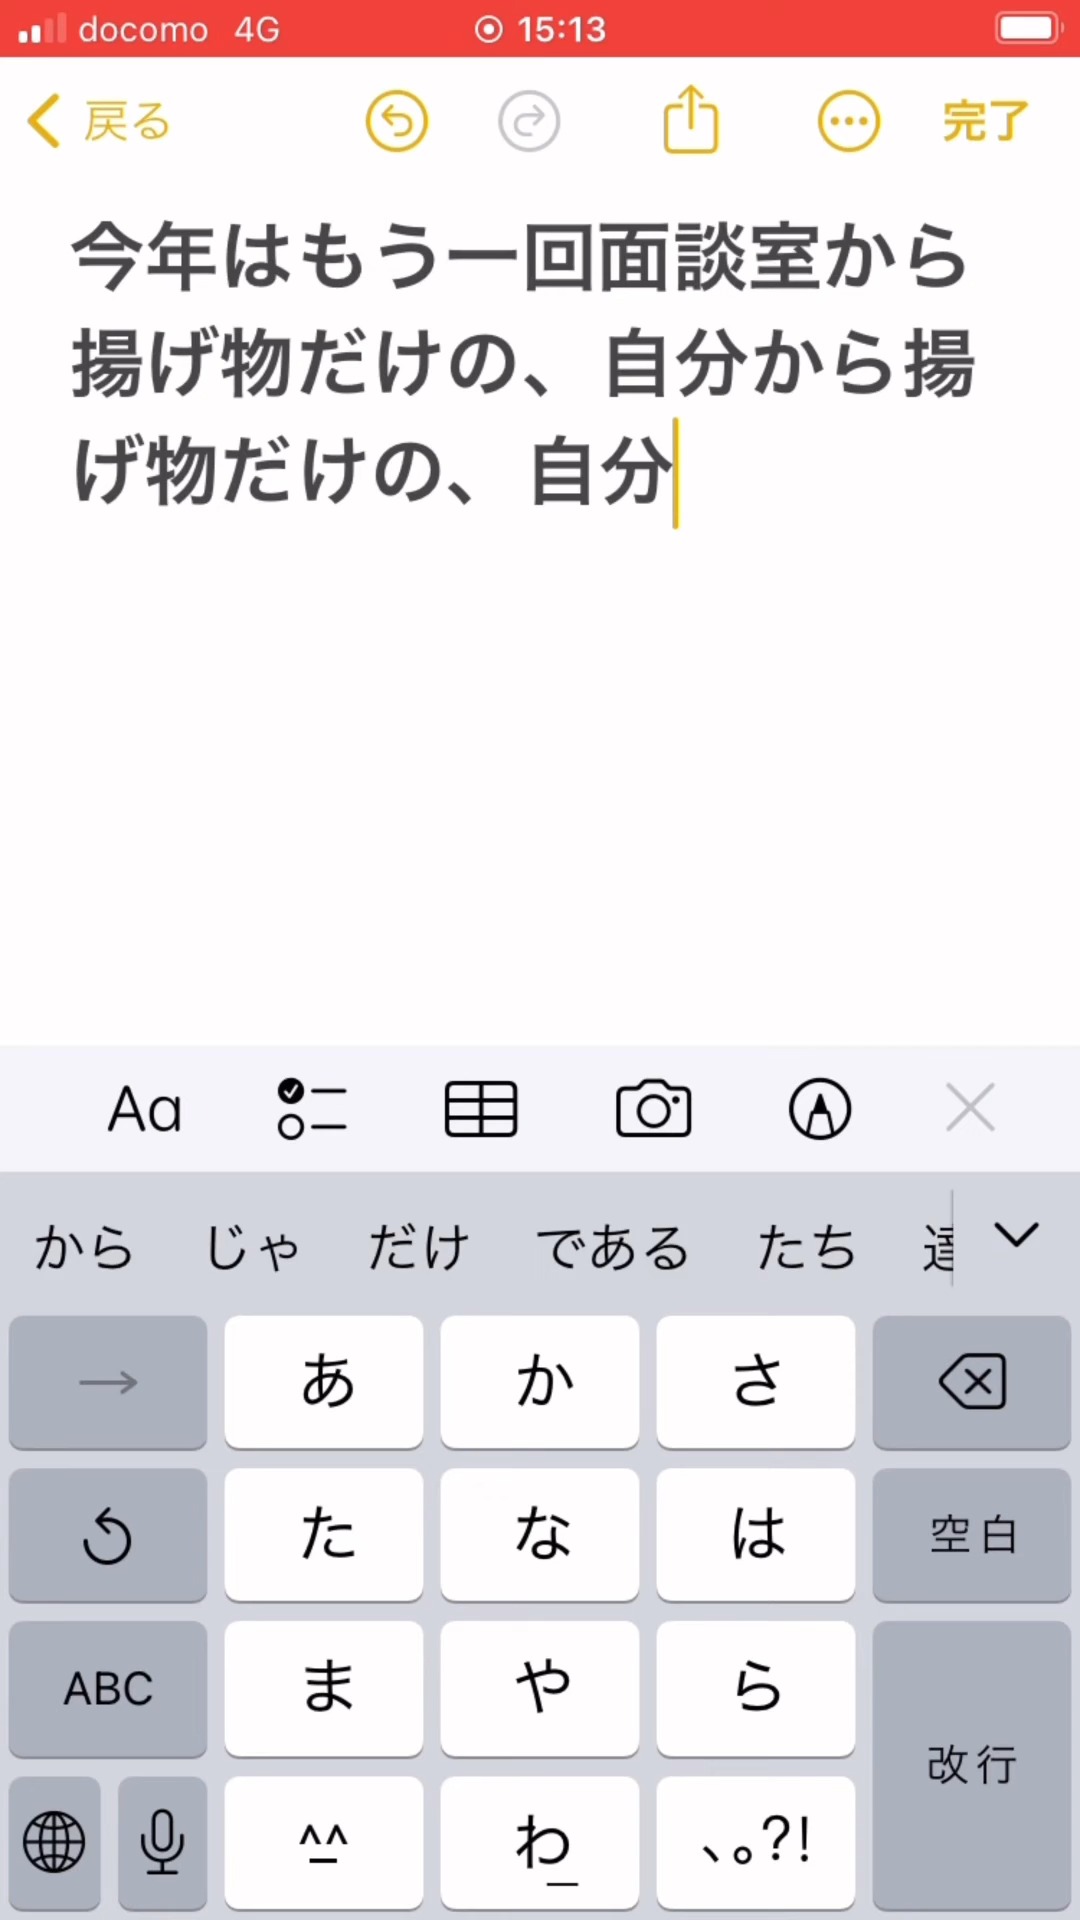 docomo 4G 15:13
戻る 完了
今年はもう一回面談室から
揚げ物だけの、自分から揚
げ物だけの、自分
Aa
から じゃ だけ である たち
→ あ か さ
た な は 空白
ABC ま や ら
改行
^_^ わ_ 、。?!